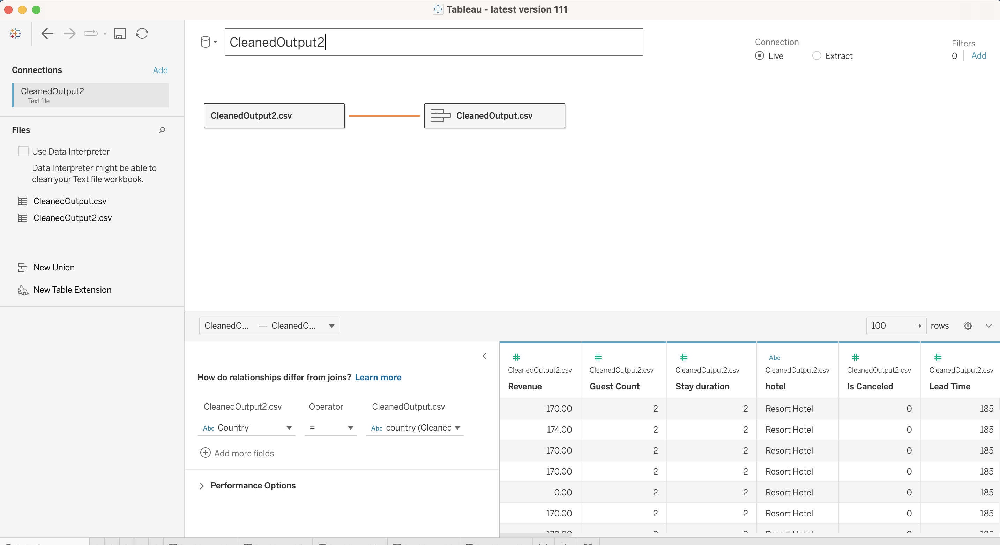 Tableau - latest version 111
CleanedOutput2
Connection
Live
Extract
Filters
0
Add
Connections
Add
CleanedOutput2
Text file
Files
Use Data Interpreter
Data Interpreter might be able to
clean your Text file workbook.
CleanedOutput.csv
CleanedOutput2.csv
New Union
New Table Extension
CleanedOutput2.csv
CleanedOutput.csv
CleanedO... — CleanedO...
100
rows
How do relationships differ from joins? Learn more
CleanedOutput2.csv Operator CleanedOutput.csv
Abc Country = Abc country (Cleanec
Add more fields
Performance Options
# # # Abc # #
CleanedOutput2.csv CleanedOutput2.csv CleanedOutput2.csv CleanedOutput2.csv CleanedOutput2.csv CleanedOutput2.csv
Revenue Guest Count Stay duration hotel Is Canceled Lead Time
170.00 2 2 Resort Hotel 0 185
174.00 2 2 Resort Hotel 0 185
170.00 2 2 Resort Hotel 0 185
170.00 2 2 Resort Hotel 0 185
0.00 2 2 Resort Hotel 0 185
170.00 2 2 Resort Hotel 0 185